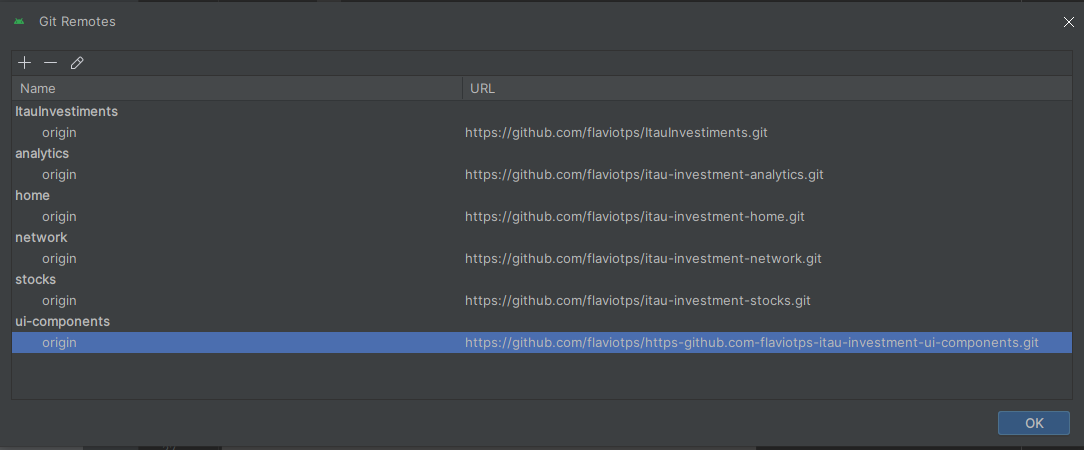 Git Remotes
Name URL
ItauInvestiments
origin https://github.com/flaviotps/ItauInvestiments.git
analytics
origin https://github.com/flaviotps/itau-investment-analytics.git
home
origin https://github.com/flaviotps/itau-investment-home.git
network
origin https://github.com/flaviotps/itau-investment-network.git
stocks
origin https://github.com/flaviotps/itau-investment-stocks.git
ui-components
origin https://github.com/flaviotps/https-github.com-flaviotps-itau-investment-ui-components.git
OK